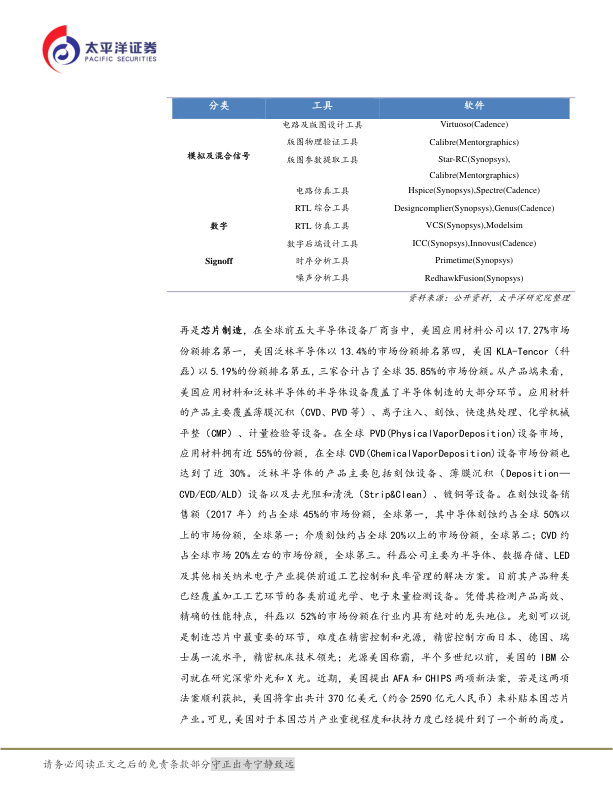 太平洋证券
PACIFIC SECURITIES
分类 工具 软件
电路及版图设计工具 Virtuoso(Cadence)
版图物理验证工具 Calibre(Mentorgraphics)
模拟及混合信号 版图参数提取工具 Star-RC(Synopsys),
Calibre(Mentorgraphics)
电路仿真工具 Hspice(Synopsys),Spectre(Cadence)
RTL 综合工具 Designcomplier(Synopsys),Genus(Cadence)
数字 RTL 仿真工具 VCS(Synopsys),Modelsim
数字后端设计工具 ICC(Synopsys),Innovus(Cadence)
Signoff 时序分析工具 Primetime(Synopsys)
噪声分析工具 RedhawkFusion(Synopsys)
资料来源：公开资料，太平洋研究院整理
再是芯片制造，在全球前五大半导体设备厂商当中，美国应用材料公司以 17.27%市场
份额排名第一，美国泛林半导体以 13.4%的市场份额排名第四，美国 KLA-Tencor（科
磊）以 5.19%的份额排名第五，三家合计占了全球 35.85%的市场份额。从产品端来看，
美国应用材料和泛林半导体的半导体设备覆盖了半导体制造的大部分环节。应用材料
的产品主要覆盖薄膜沉积（CVD、PVD 等）、离子注入、刻蚀、快速热处理、化学机械
平整（CMP）、计量检验等设备。在全球 PVD(PhysicalVaporDeposition)设备市场，
应用材料拥有近 55%的份额，在全球 CVD(ChemicalVaporDeposition)设备市场份额也
达到了近 30%。泛林半导体的产品主要包括刻蚀设备、薄膜沉积（Deposition—
CVD/ECD/ALD）设备以及去光阻和清洗（Strip&Clean）、镀铜等设备。在刻蚀设备销
售额（2017 年）约占全球 45%的市场份额，全球第一，其中导体刻蚀约占全球 50%以
上的市场份额，全球第一；介质刻蚀约占全球 20%以上的市场份额，全球第二；CVD 约
占全球市场 20%左右的市场份额，全球第三。科磊公司主要为半导体、数据存储、LED
及其他相关纳米电子产业提供前道工艺控制和良率管理的解决方案。目前其产品种类
已经覆盖加工工艺环节的各类前道光学、电子束量检测设备。凭借其检测产品高效、
精确的性能特点，科磊以 52%的市场份额在行业内具有绝对的龙头地位。光刻可以说
是制造芯片中最重要的环节，难度在精密控制和光源，精密控制方面日本、德国、瑞
士属一流水平，精密机床技术领先；光源美国称霸，半个多世纪以前，美国的 IBM 公
司就在研究深紫外光和 X 光。近期，美国提出 AFA 和 CHIPS 两项新法案，若是这两项
法案顺利获批，美国将拿出共计 370 亿美元（约合 2590 亿元人民币）来补贴本国芯片
产业。可见，美国对于本国芯片产业重视程度和扶持力度已经提升到了一个新的高度。
请务必阅读正文之后的免责条款部分守正出奇宁静致远